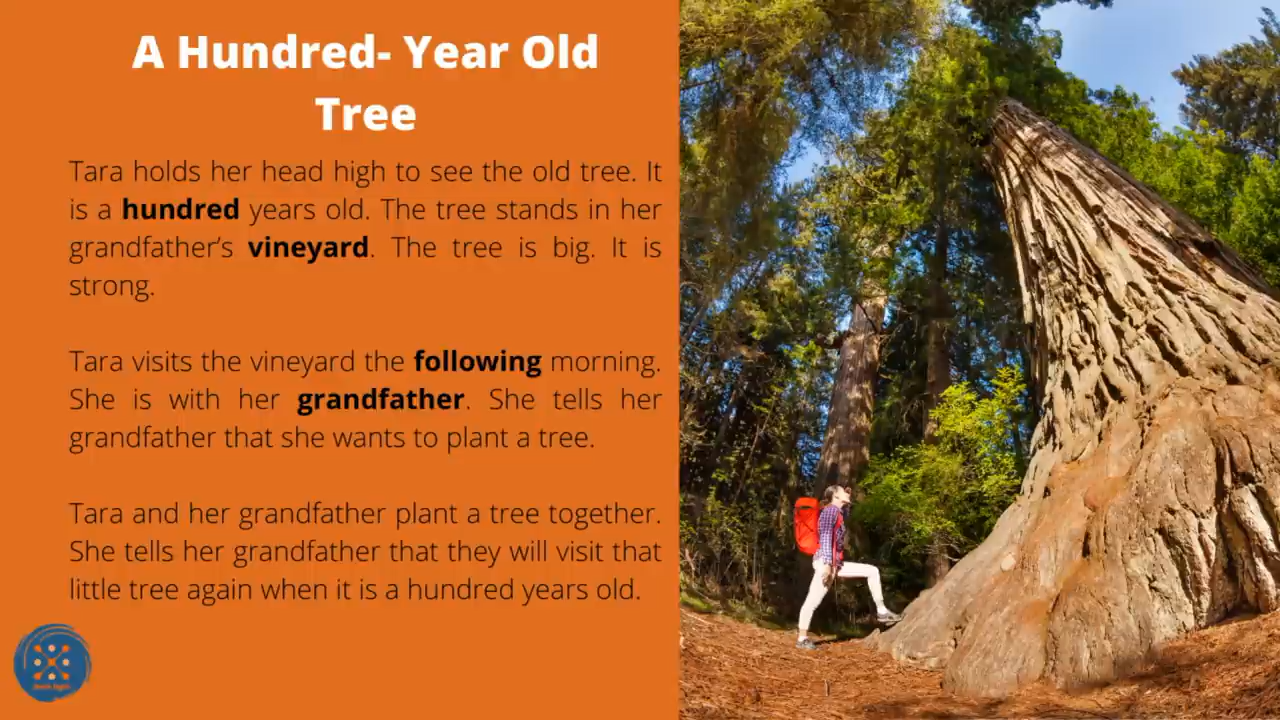 A Hundred- Year Old
Tree
Tara holds her head high to see the old tree. It
is a hundred years old. The tree stands in her
grandfather’s vineyard. The tree is big. It is
strong.
Tara visits the vineyard the following morning.
She is with her grandfather. She tells her
grandfather that she wants to plant a tree.
Tara and her grandfather plant a tree together.
She tells her grandfather that they will visit that
little tree again when it is a hundred years old.